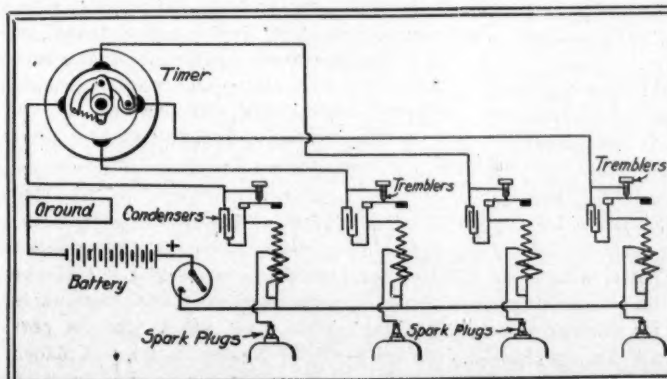 Timer
Tremblers
Tremblers
Condensers
Ground
+
Battery
Spark Plugs
Spark Plugs